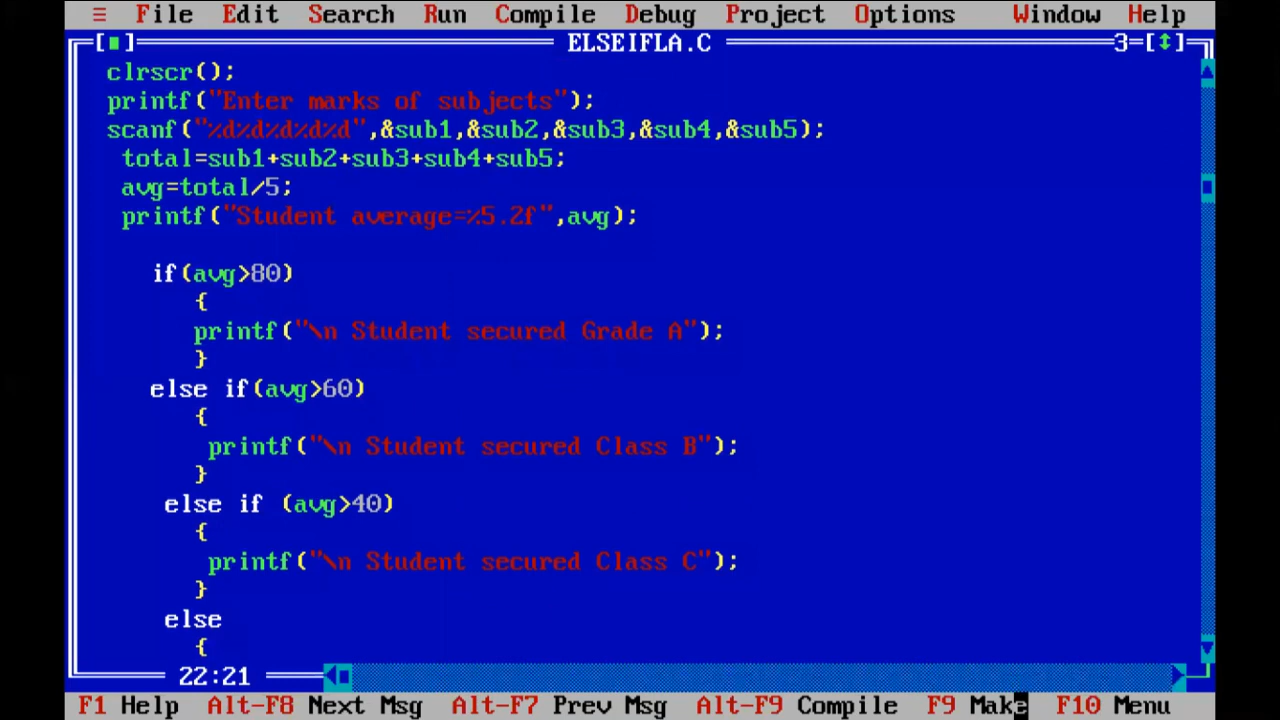 ≡ File Edit Search Run Compile Debug Project Options Window Help
[■] ELSEIFLA.C 3=[↕]
clrscr();
printf("Enter marks of subjects");
scanf("%d%d%d%d%d",&sub1,&sub2,&sub3,&sub4,&sub5);
total=sub1+sub2+sub3+sub4+sub5;
avg=total/5;
printf("Student average=%5.2f",avg);
if(avg>80)
{
printf("\n Student secured Grade A");
}
else if(avg>60)
{
printf("\n Student secured Class B");
}
else if (avg>40)
{
printf("\n Student secured Class C");
}
else
{
22:21
F1 Help Alt-F8 Next Msg Alt-F7 Prev Msg Alt-F9 Compile F9 Make F10 Menu